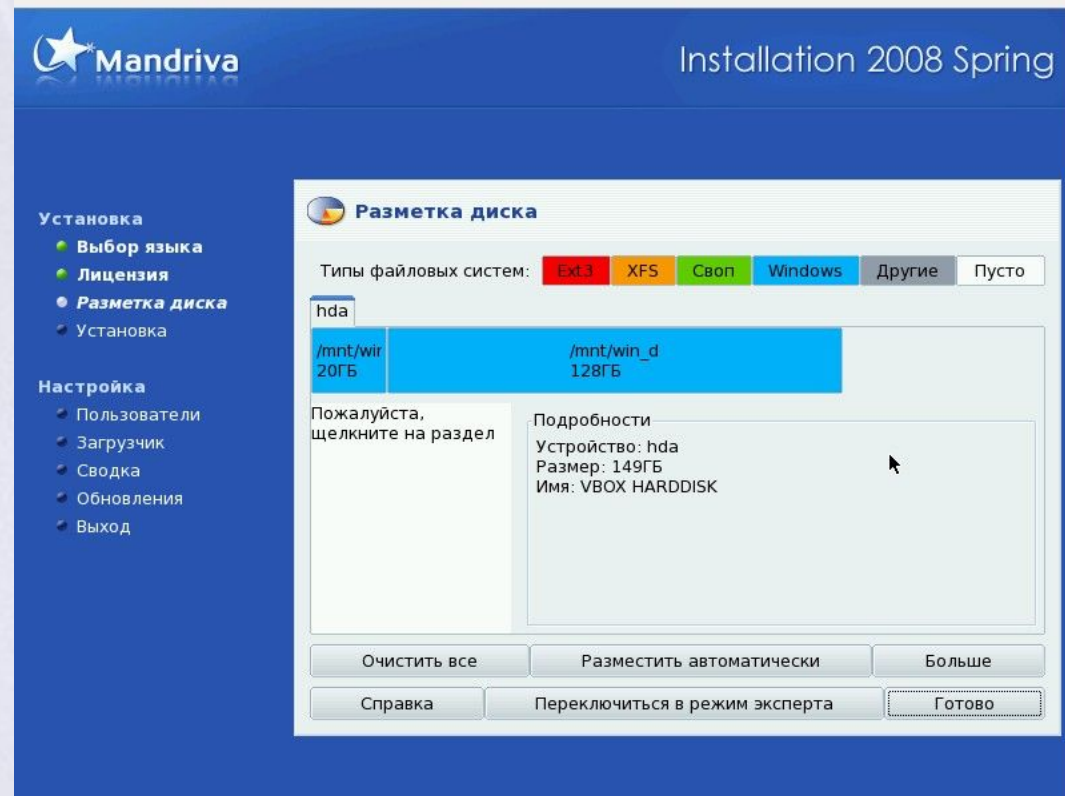 Mandriva
Installation 2008 Spring
Установка
Выбор языка
Лицензия
Разметка диска
Установка
Настройка
Пользователи
Загрузчик
Сводка
Обновления
Выход
Разметка диска
Типы файловых систем: Ext3 XFS Своп Windows Другие Пусто
hda
/mnt/wir /mnt/win_d
20ГБ 128ГБ
Пожалуйста,
щелкните на раздел
Подробности
Устройство: hda
Размер: 149ГБ
Имя: VBOX HARDDISK
Очистить все Разместить автоматически Больше
Справка Переключиться в режим эксперта Готово